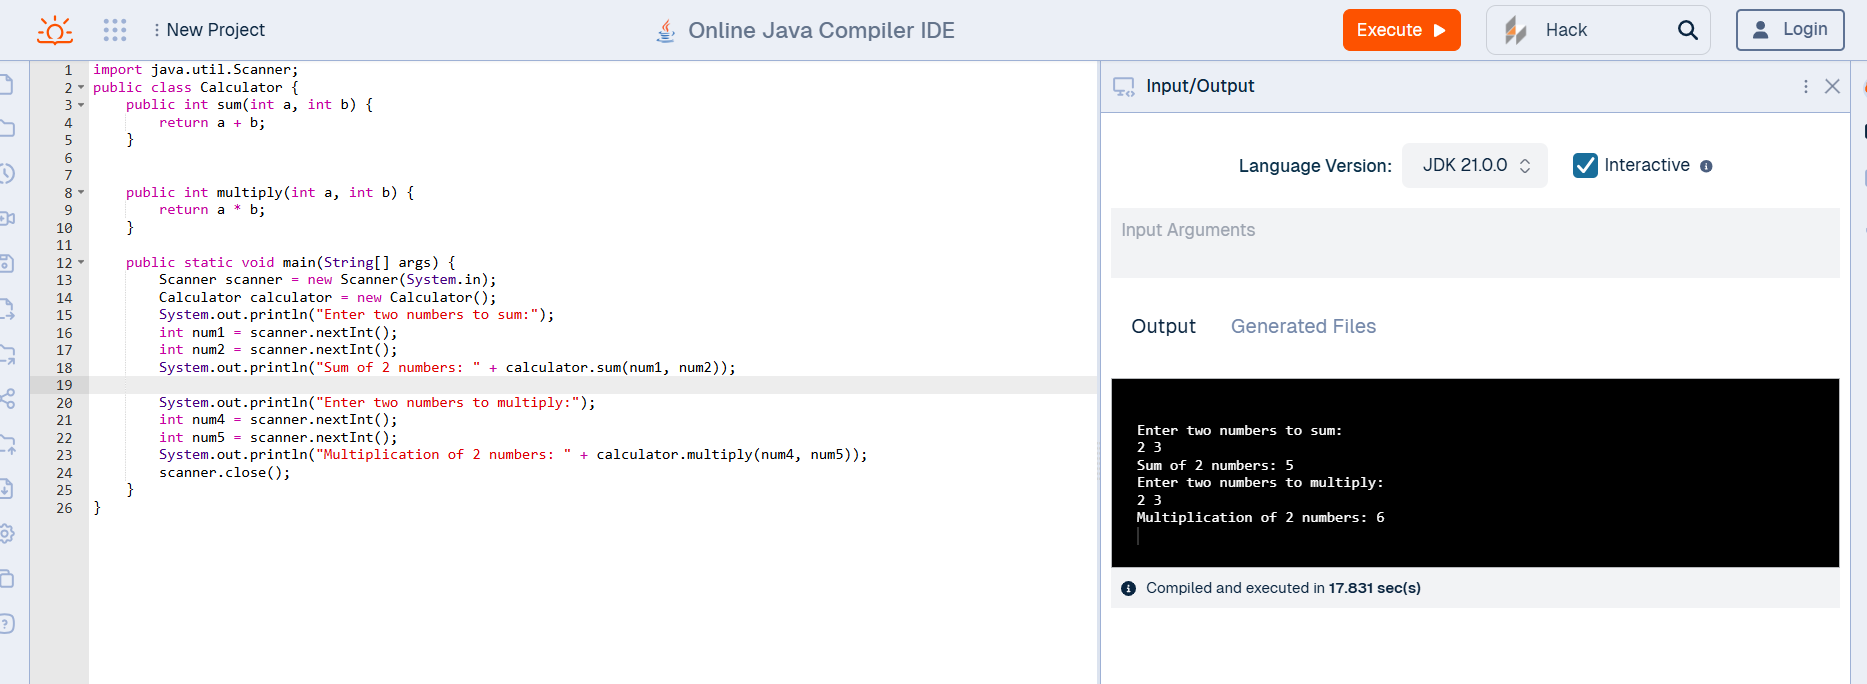 New Project
Online Java Compiler IDE
Execute
Hack
Login
1 import java.util.Scanner;
2 public class Calculator {
3     public int sum(int a, int b) {
4         return a + b;
5     }
6
7
8     public int multiply(int a, int b) {
9         return a * b;
10     }
11
12     public static void main(String[] args) {
13         Scanner scanner = new Scanner(System.in);
14         Calculator calculator = new Calculator();
15         System.out.println("Enter two numbers to sum:");
16         int num1 = scanner.nextInt();
17         int num2 = scanner.nextInt();
18         System.out.println("Sum of 2 numbers: " + calculator.sum(num1, num2));
19
20         System.out.println("Enter two numbers to multiply:");
21         int num4 = scanner.nextInt();
22         int num5 = scanner.nextInt();
23         System.out.println("Multiplication of 2 numbers: " + calculator.multiply(num4, num5));
24         scanner.close();
25     }
26 }
Input/Output
Language Version: JDK 21.0.0 Interactive
Input Arguments
Output Generated Files
Enter two numbers to sum:
2 3
Sum of 2 numbers: 5
Enter two numbers to multiply:
2 3
Multiplication of 2 numbers: 6
Compiled and executed in 17.831 sec(s)